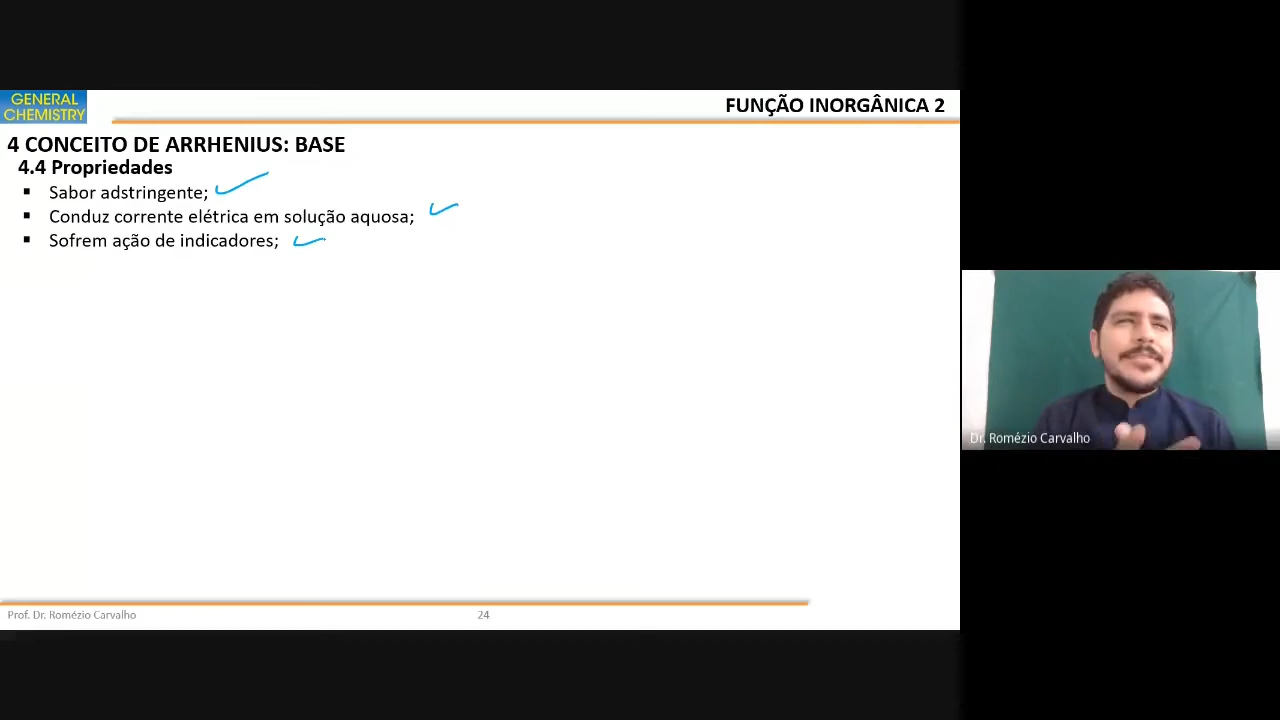 GENERAL
CHEMISTRY
FUNÇÃO INORGÂNICA 2
4 CONCEITO DE ARRHENIUS: BASE
4.4 Propriedades
▪ Sabor adstringente;
▪ Conduz corrente elétrica em solução aquosa;
▪ Sofrem ação de indicadores;
Dr. Romézio Carvalho
Prof. Dr. Romézio Carvalho
24